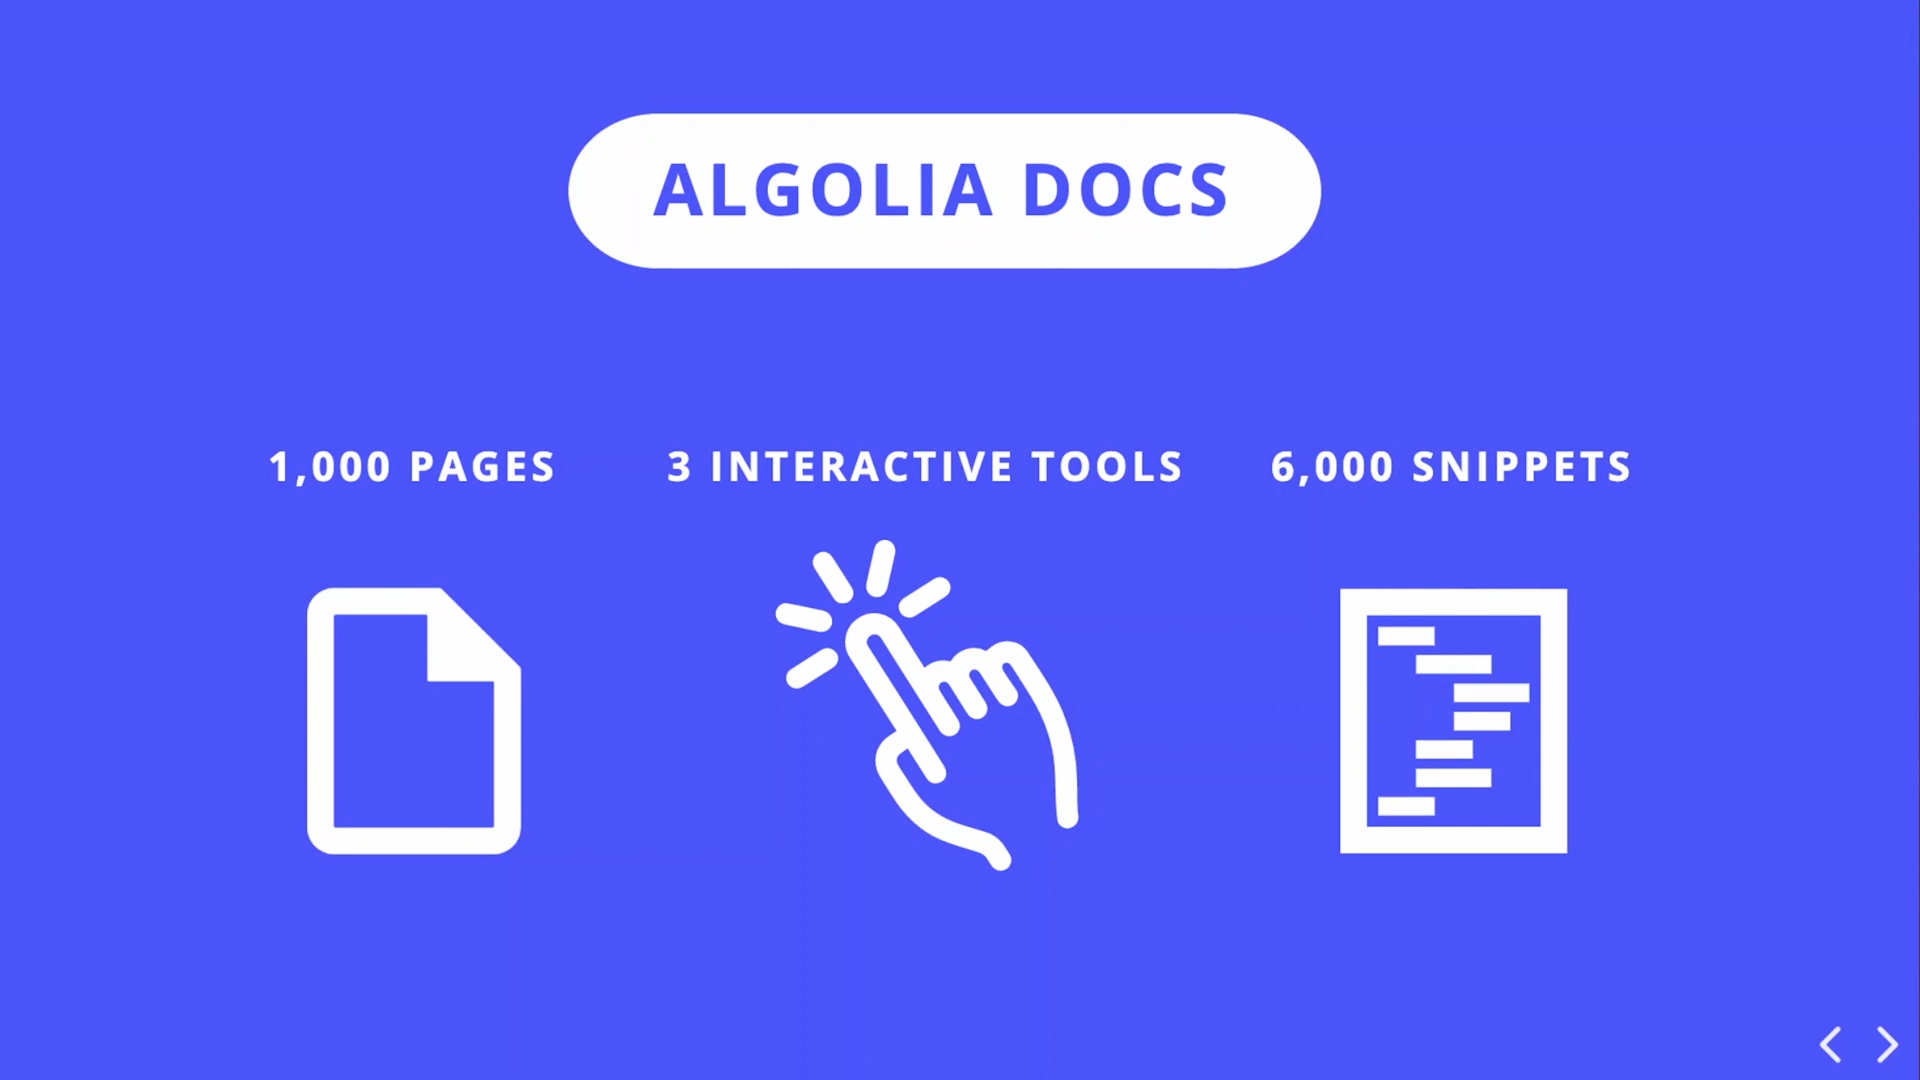 ALGOLIA DOCS
1,000 PAGES
3 INTERACTIVE TOOLS
6,000 SNIPPETS